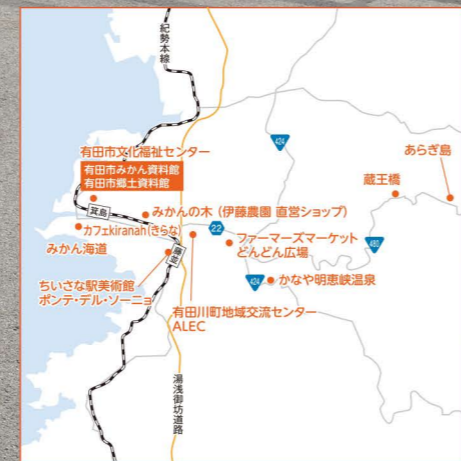 紀勢本線
有田市文化福祉センター
有田市みかん資料館
有田市郷土資料館
424
あらぎ島
蔵王橋
箕島
みかんの木（伊藤農園 直営ショップ）
カフェkiranah(きらな)
22
ファーマーズマーケット
どんどん広場
480
みかん海道
藤並
ちいさな駅美術館
ポンテ・デル・ソーニョ
424
かなや明恵峡温泉
有田川町地域交流センター
ALEC
湯浅御坊道路